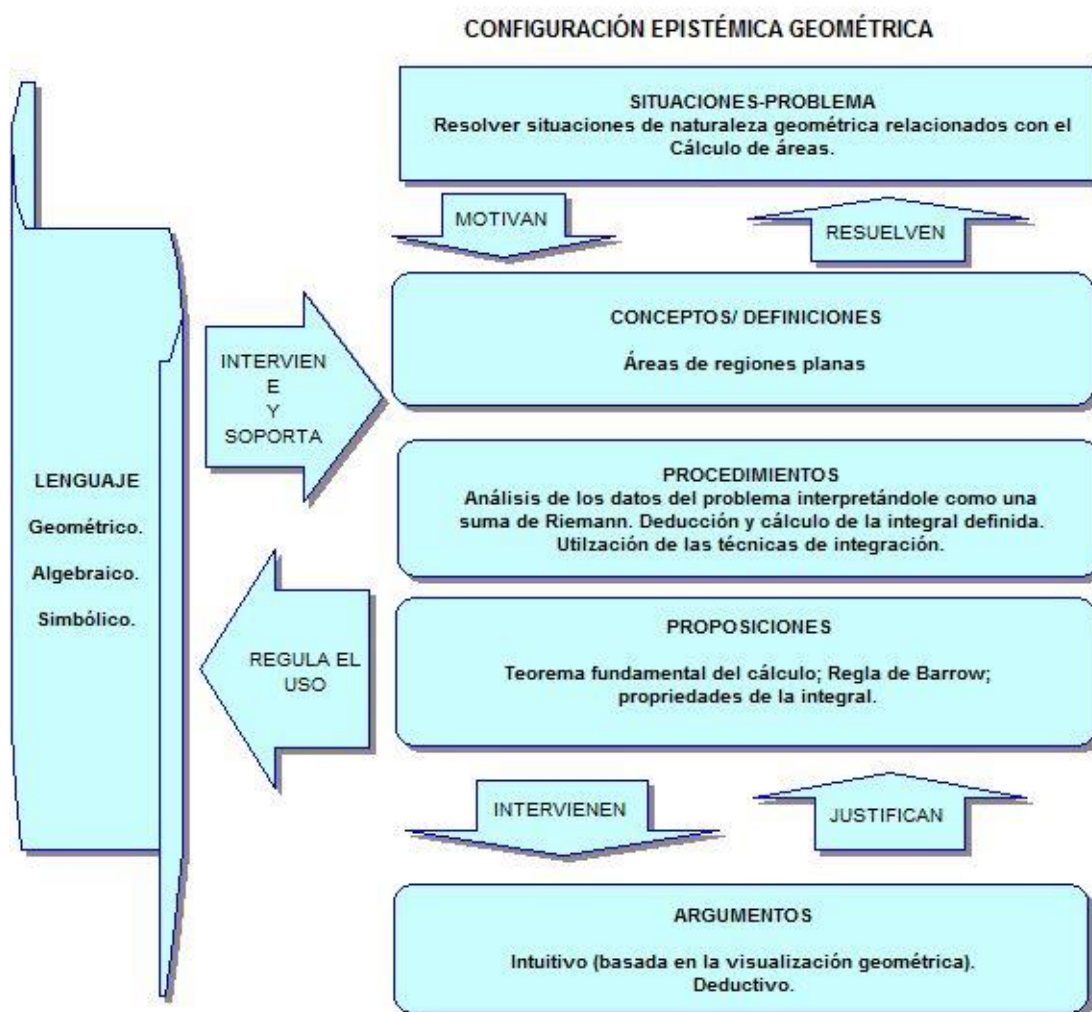 CONFIGURACIÓN EPISTÉMICA GEOMÉTRICA
SITUACIONES-PROBLEMA
Resolver situaciones de naturaleza geométrica relacionados con el
Cálculo de áreas.
MOTIVAN
RESUELVEN
CONCEPTOS/ DEFINICIONES
Áreas de regiones planas
INTERVIEN
E
Y
SOPORTA
PROCEDIMIENTOS
Análisis de los datos del problema interpretándole como una
suma de Riemann. Deducción y cálculo de la integral definida.
Utilzación de las técnicas de integración.
LENGUAJE
Geométrico.
Algebraico.
Simbólico.
PROPOSICIONES
Teorema fundamental del cálculo; Regla de Barrow;
propriedades de la integral.
REGULA EL
USO
INTERVIENEN
JUSTIFICAN
ARGUMENTOS
Intuitivo (basada en la visualización geométrica).
Deductivo.